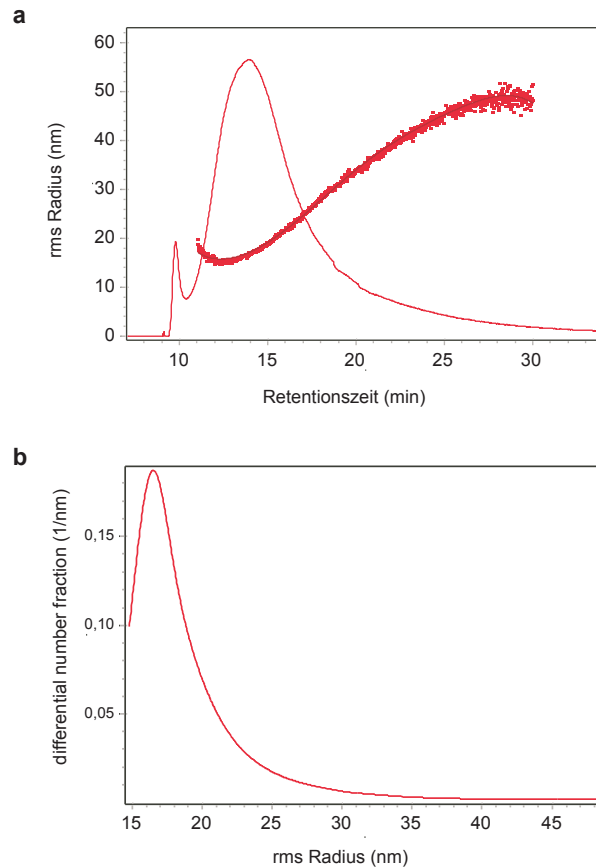 a
rms Radius (nm)
60
50
40
30
20
10
0
10 15 20 25 30
Retentionszeit (min)
b
differential number fraction (1/nm)
0,15
0,10
0,05
15 20 25 30 35 40 45
rms Radius (nm)